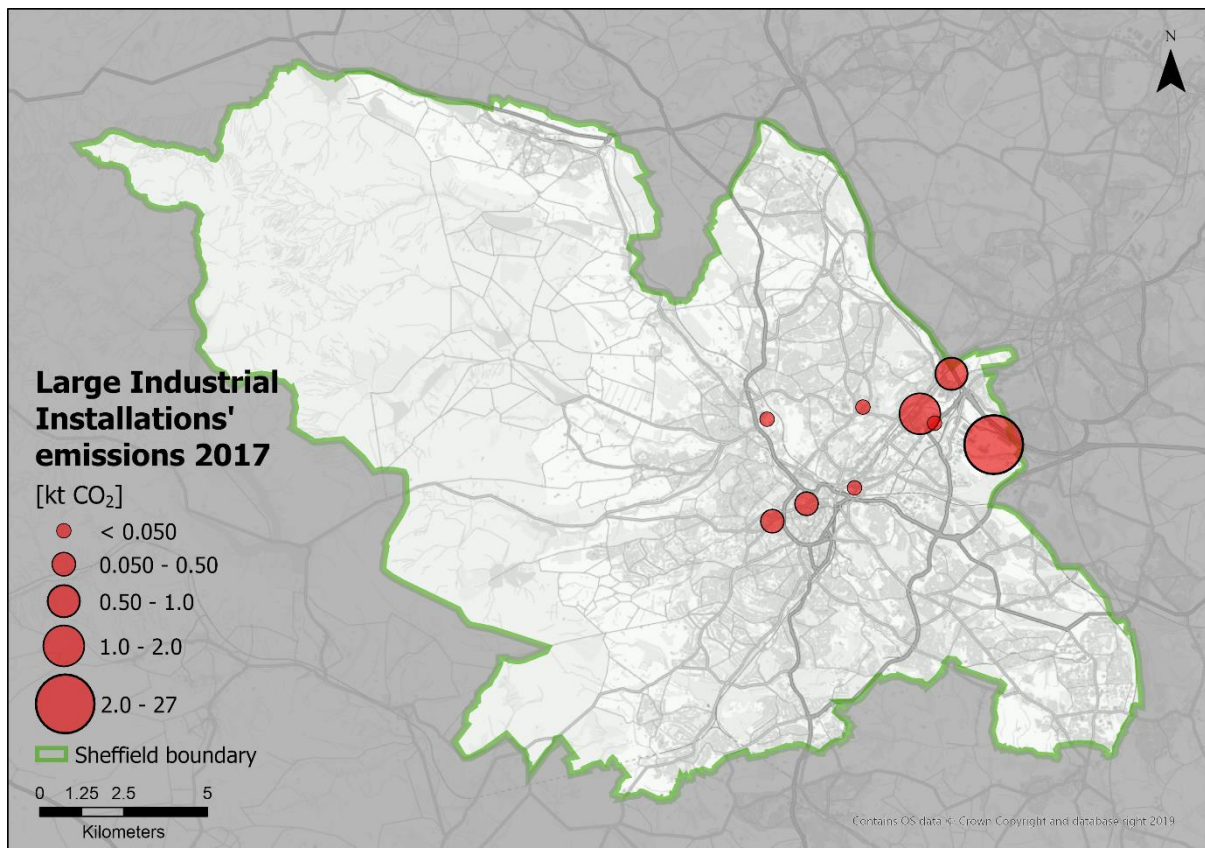 N
Large Industrial
Installations'
emissions 2017
[kt CO₂]
< 0.050
0.050 - 0.50
0.50 - 1.0
1.0 - 2.0
2.0 - 27
Sheffield boundary
0 1.25 2.5 5
Kilometers
Contains OS data © Crown Copyright and database right 2019